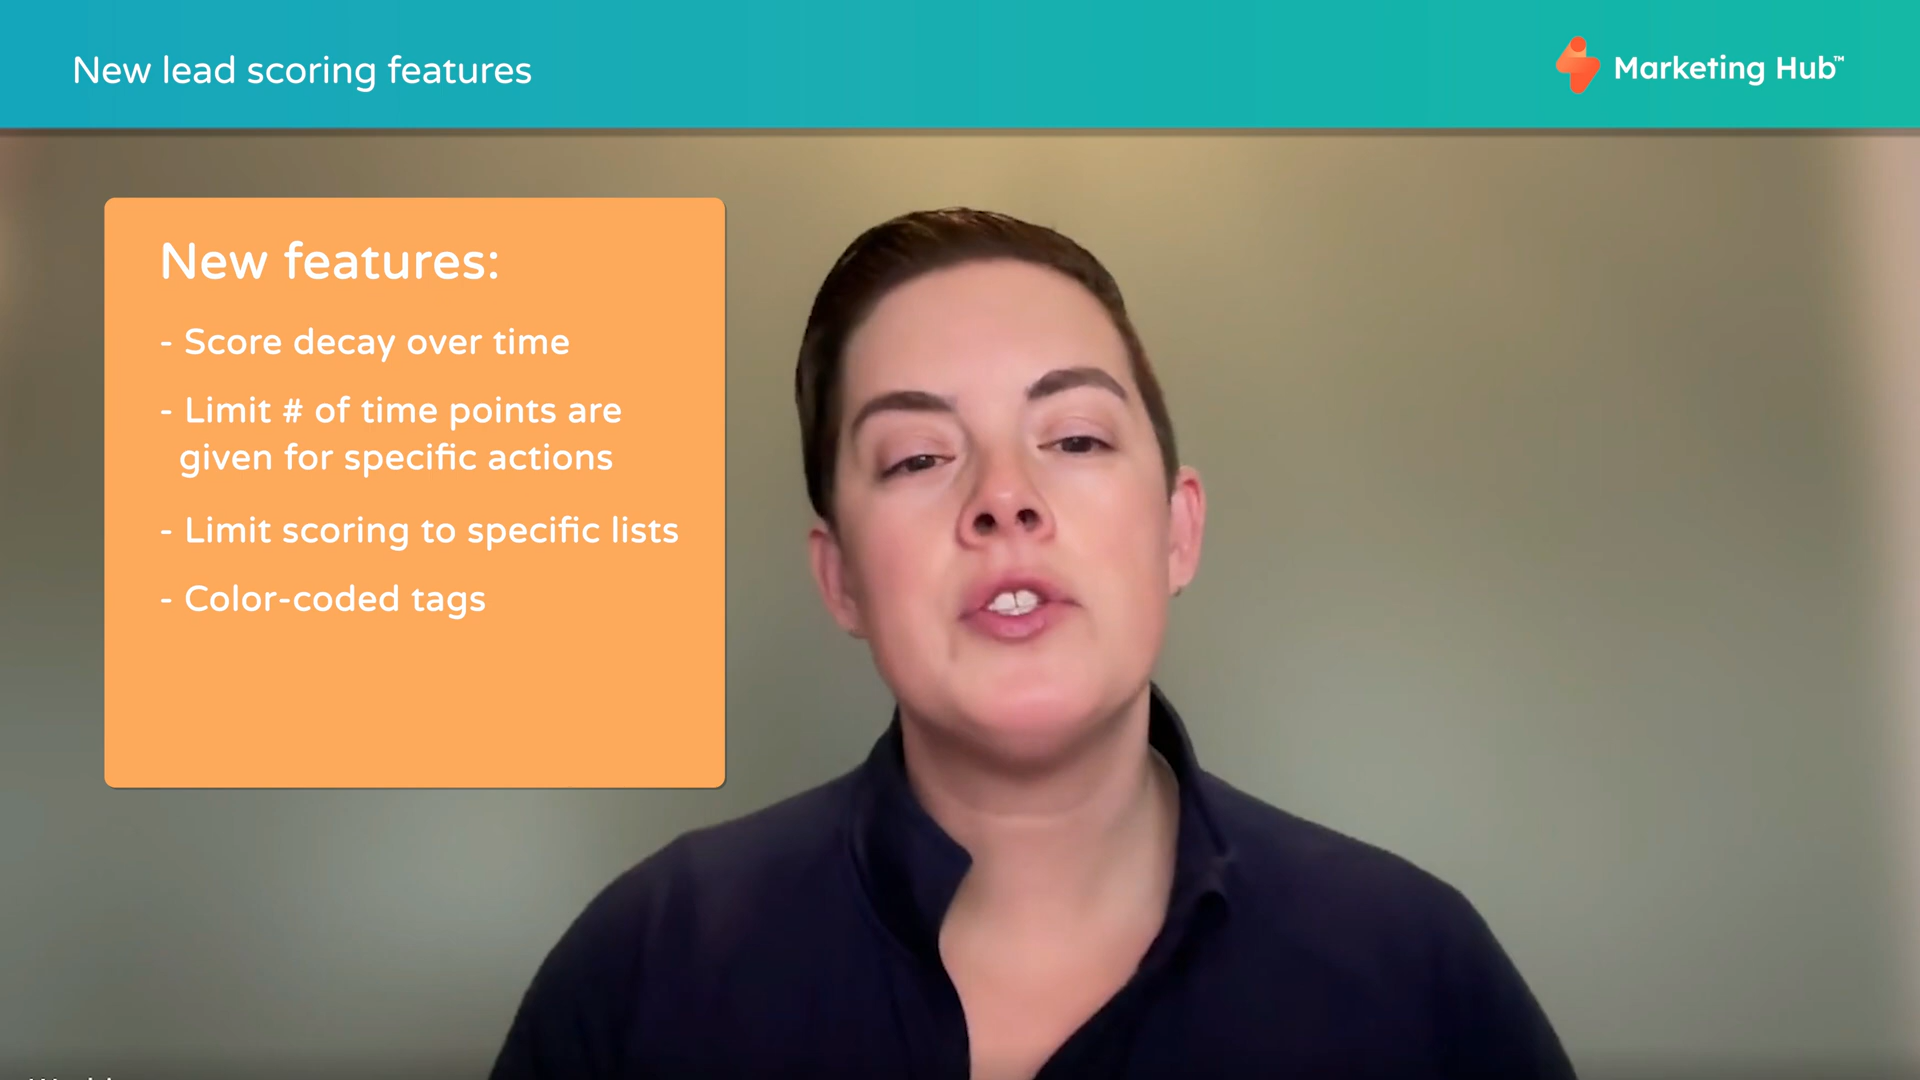 New lead scoring features
Marketing Hub™
New features:
- Score decay over time
- Limit # of time points are
given for specific actions
- Limit scoring to specific lists
- Color-coded tags